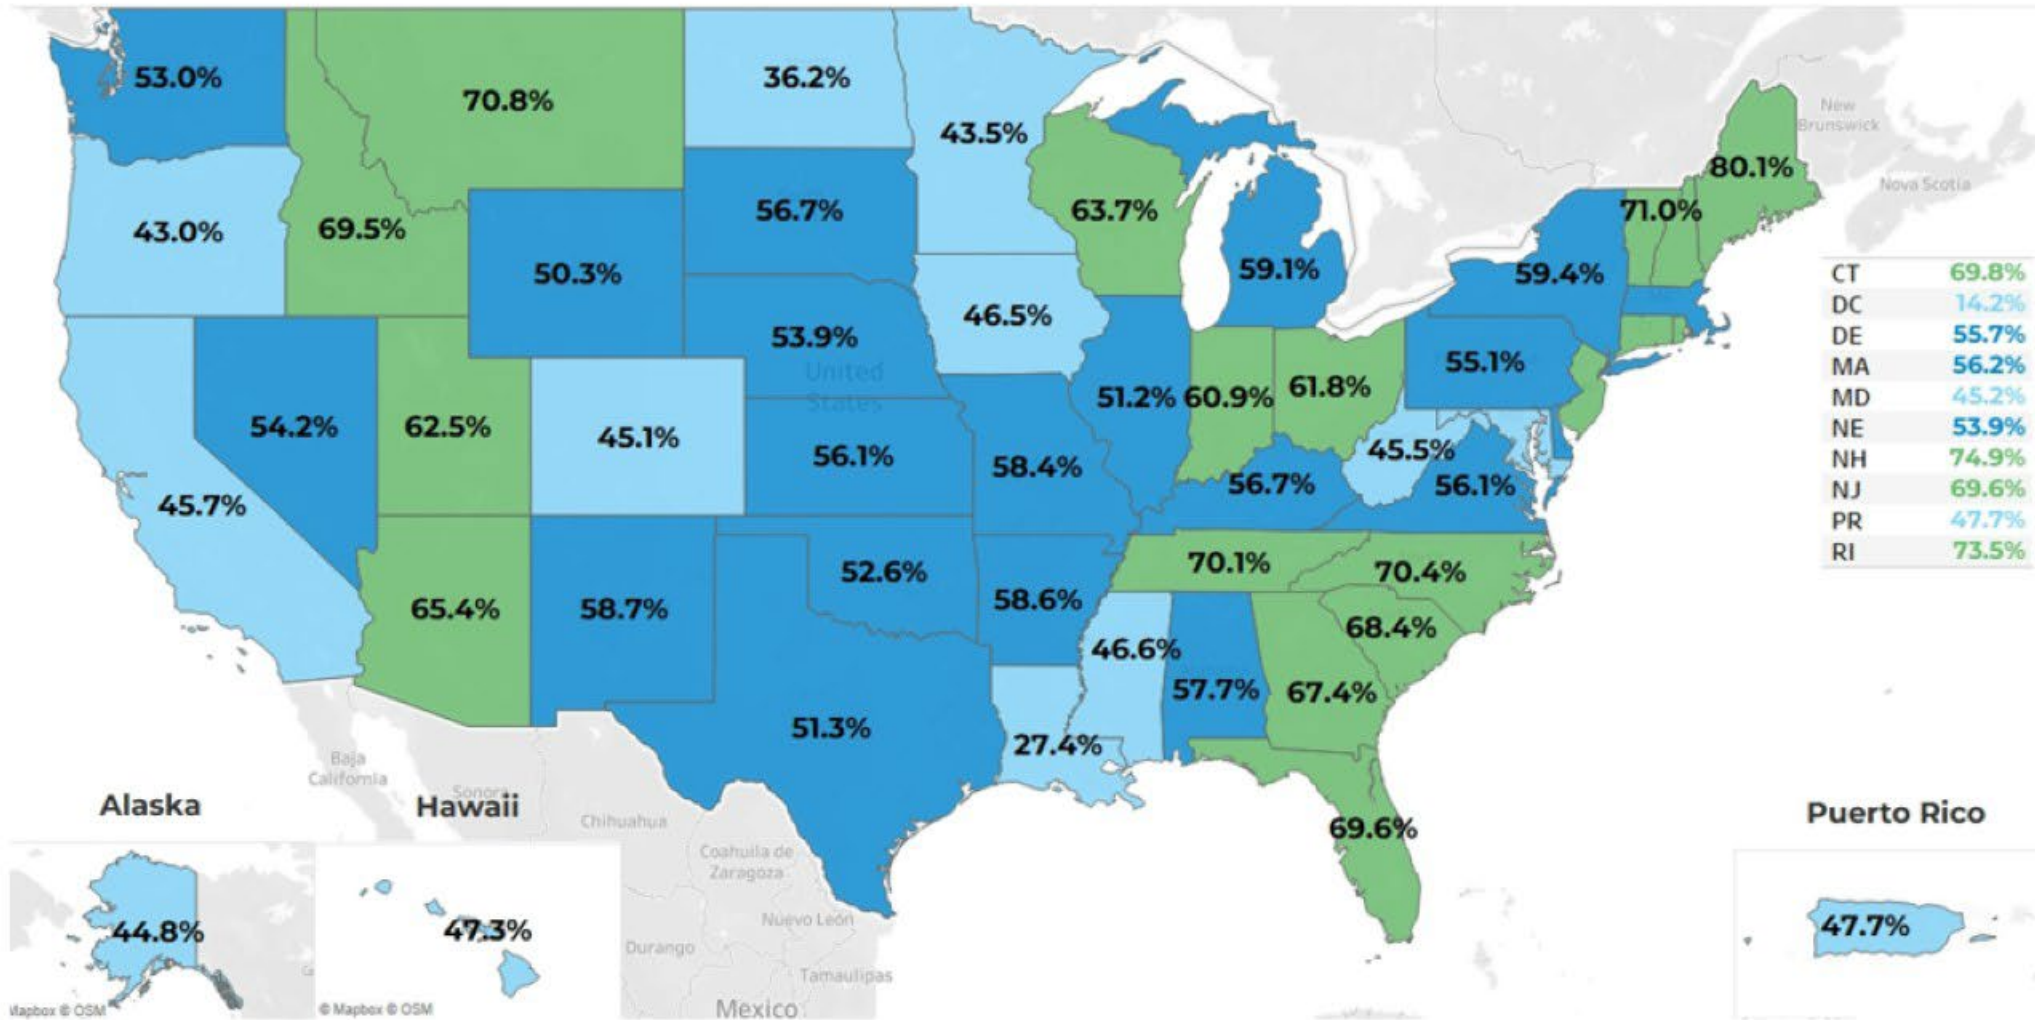 53.0%
70.8%
36.2%
43.5%
New
Brunswick
80.1%
Nova Scotia
43.0%
69.5%
56.7%
63.7%
71.0%
50.3%
59.1%
59.4%
46.5%
53.9%
United
States
55.1%
54.2%
62.5%
45.1%
51.2%
60.9%
61.8%
56.1%
58.4%
45.5%
45.7%
56.7%
56.1%
65.4%
58.7%
52.6%
58.6%
70.1%
70.4%
46.6%
68.4%
57.7%
67.4%
51.3%
27.4%
69.6%
CT 69.8%
DC 14.2%
DE 55.7%
MA 56.2%
MD 45.2%
NE 53.9%
NH 74.9%
NJ 69.6%
PR 47.7%
RI 73.5%
Baja
California
Sonora
Chihuahua
Coahuila de
Zaragoza
Nuevo León
Durango
Tamaulipas
Mexico
Alaska
44.8%
Mapbox © OSM
Hawaii
47.3%
© Mapbox © OSM
Puerto Rico
47.7%